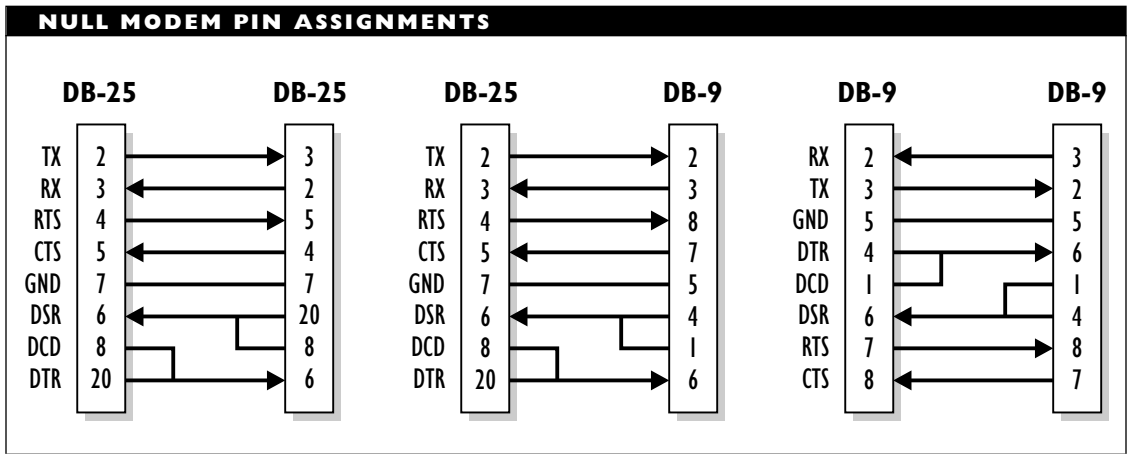 NULL MODEM PIN ASSIGNMENTS
DB-25 DB-25 DB-25 DB-9 DB-9 DB-9
TX 2 3 TX 2 2 RX 2 3
RX 3 2 RX 3 3 TX 3 2
RTS 4 5 RTS 4 8 GND 5 5
CTS 5 4 CTS 5 7 DTR 4 6
GND 7 7 GND 7 5 DCD 1 1
DSR 6 20 DSR 6 4 DSR 6 4
DCD 8 8 DCD 8 1 RTS 7 8
DTR 20 6 DTR 20 6 CTS 8 7